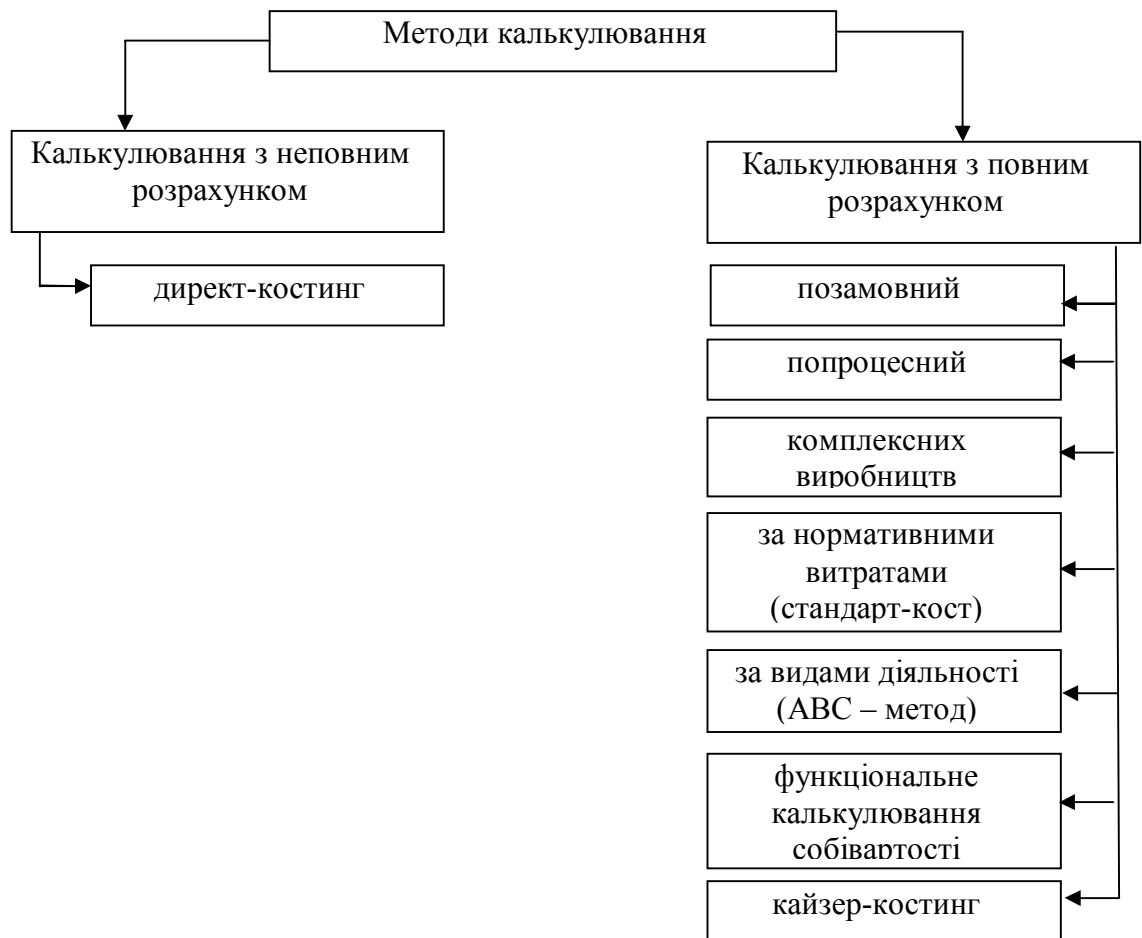 Методи калькулювання
Калькулювання з неповним
розрахунком
Калькулювання з повним
розрахунком
директ-костинг
позамовний
попроцесний
комплексних
виробництв
за нормативними
витратами
(стандарт-кост)
за видами діяльності
(АВС – метод)
функціональне
калькулювання
собівартості
кайзер-костинг